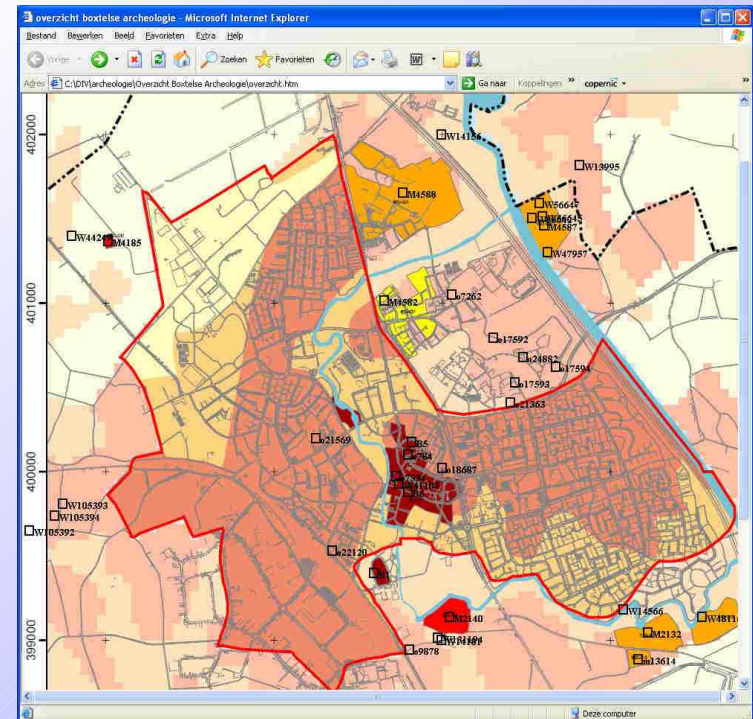 overzicht boxtelse archeologie - Microsoft Internet Explorer
Bestand Bewerken Beeld Favorieten Extra Help
Vorige Zoeken Favorieten
Adres C:\DIV\archeologie\Overzicht Boxtelse Archeologie\overzicht.htm Ga naar Koppelingen » copernic
402000
W14156
W13995
M4588
W5664
M4587
W4424
M4185
W47957
401000
M4582
o7262
o17592
o24882
o17594
o17593
o21363
o21569
B5
o784
o18687
400000
W105393
W105394
W105392
o22120
W14566
M2140
W4811
M2132
399000
o9878
m13614
Deze computer